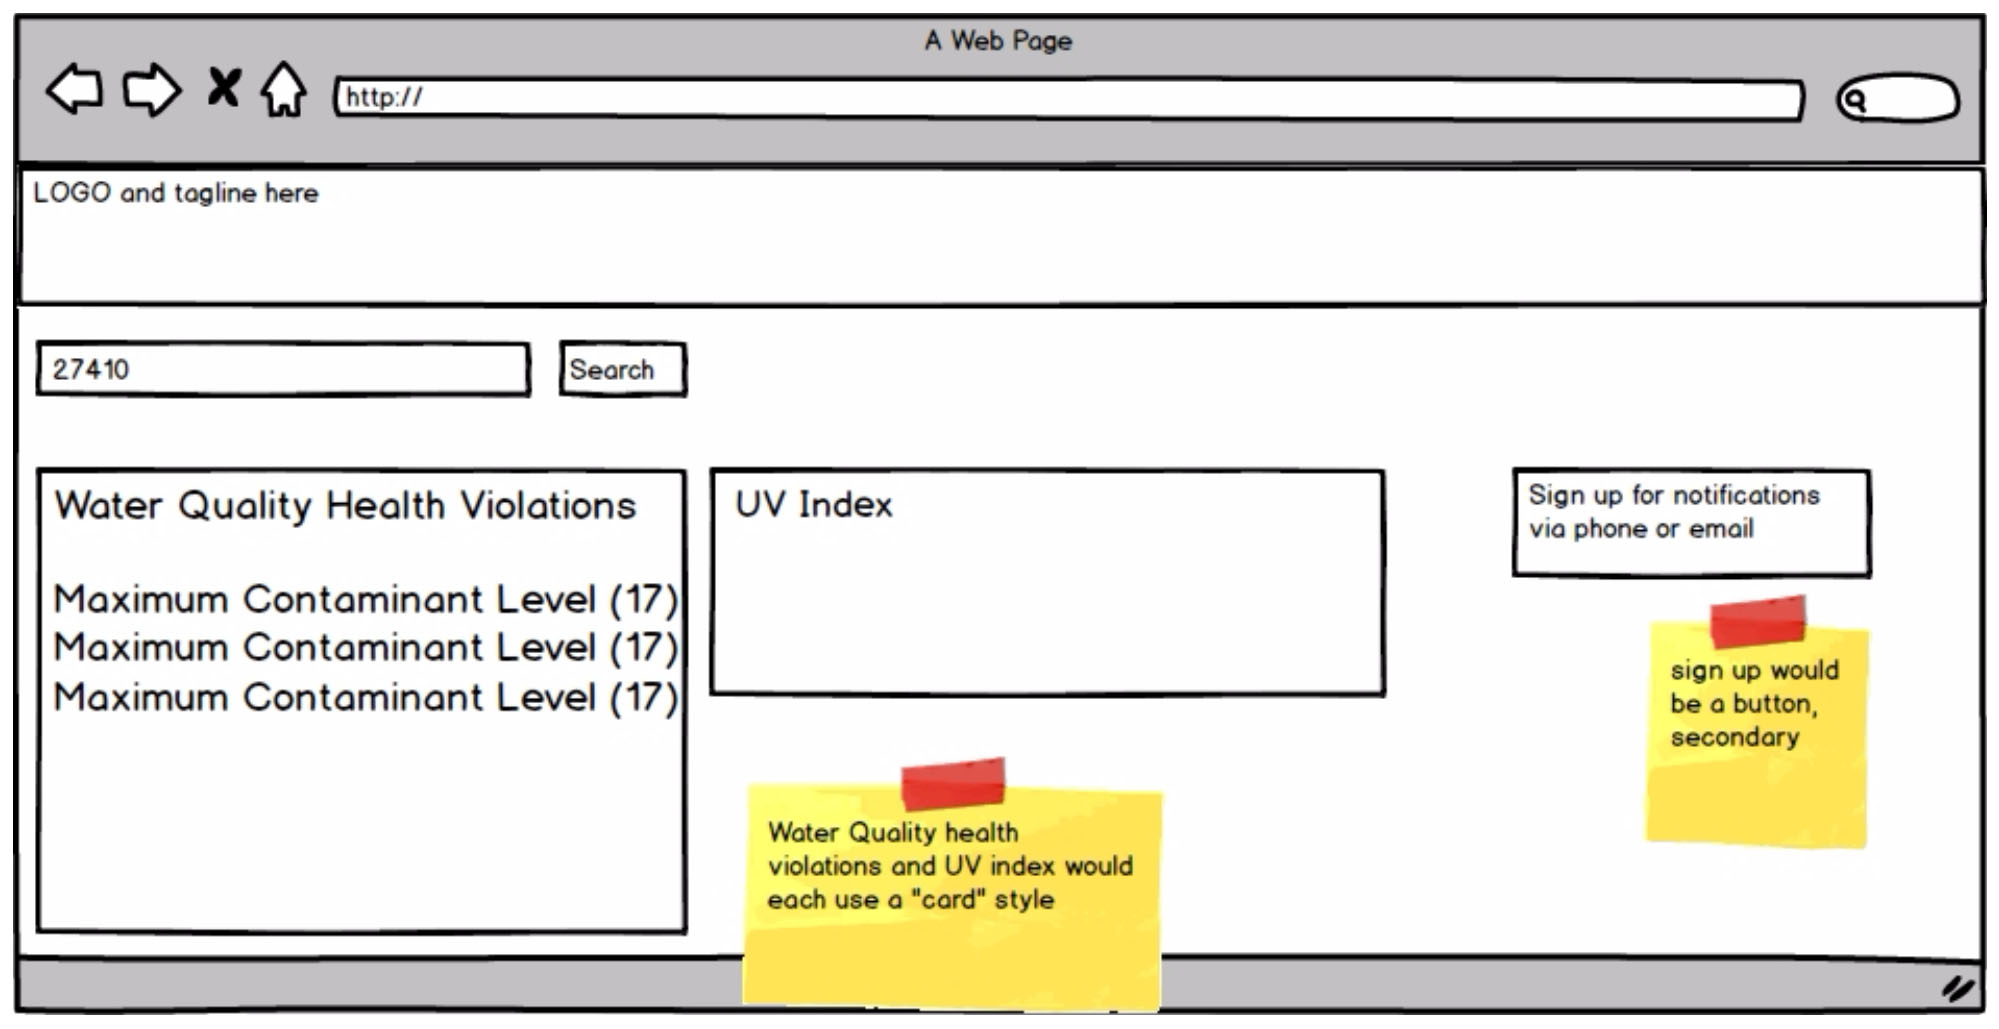 A Web Page
http://
LOGO and tagline here
27410
Search
Water Quality Health Violations
Maximum Contaminant Level (17)
Maximum Contaminant Level (17)
Maximum Contaminant Level (17)
UV Index
Sign up for notifications
via phone or email
sign up would
be a button,
secondary
Water Quality health
violations and UV index would
each use a "card" style